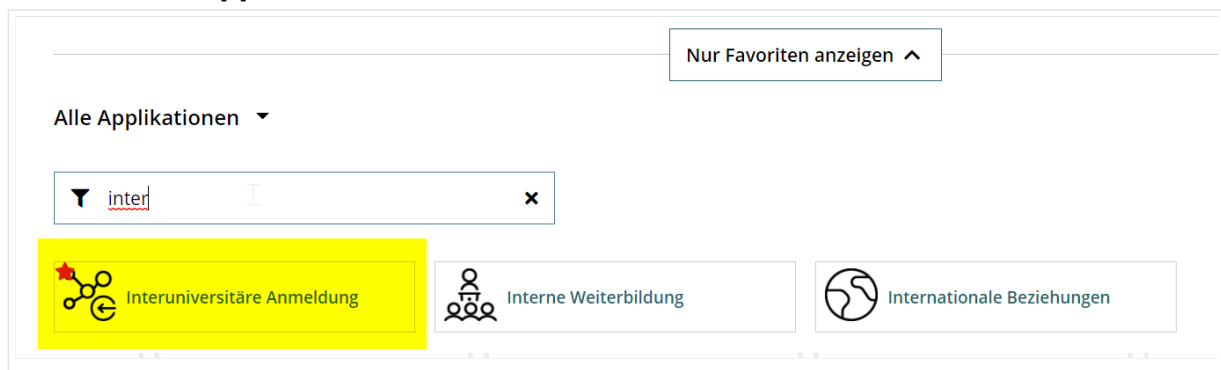 Nur Favoriten anzeigen
Alle Applikationen
inter
Interuniversitäre Anmeldung
Interne Weiterbildung
Internationale Beziehungen